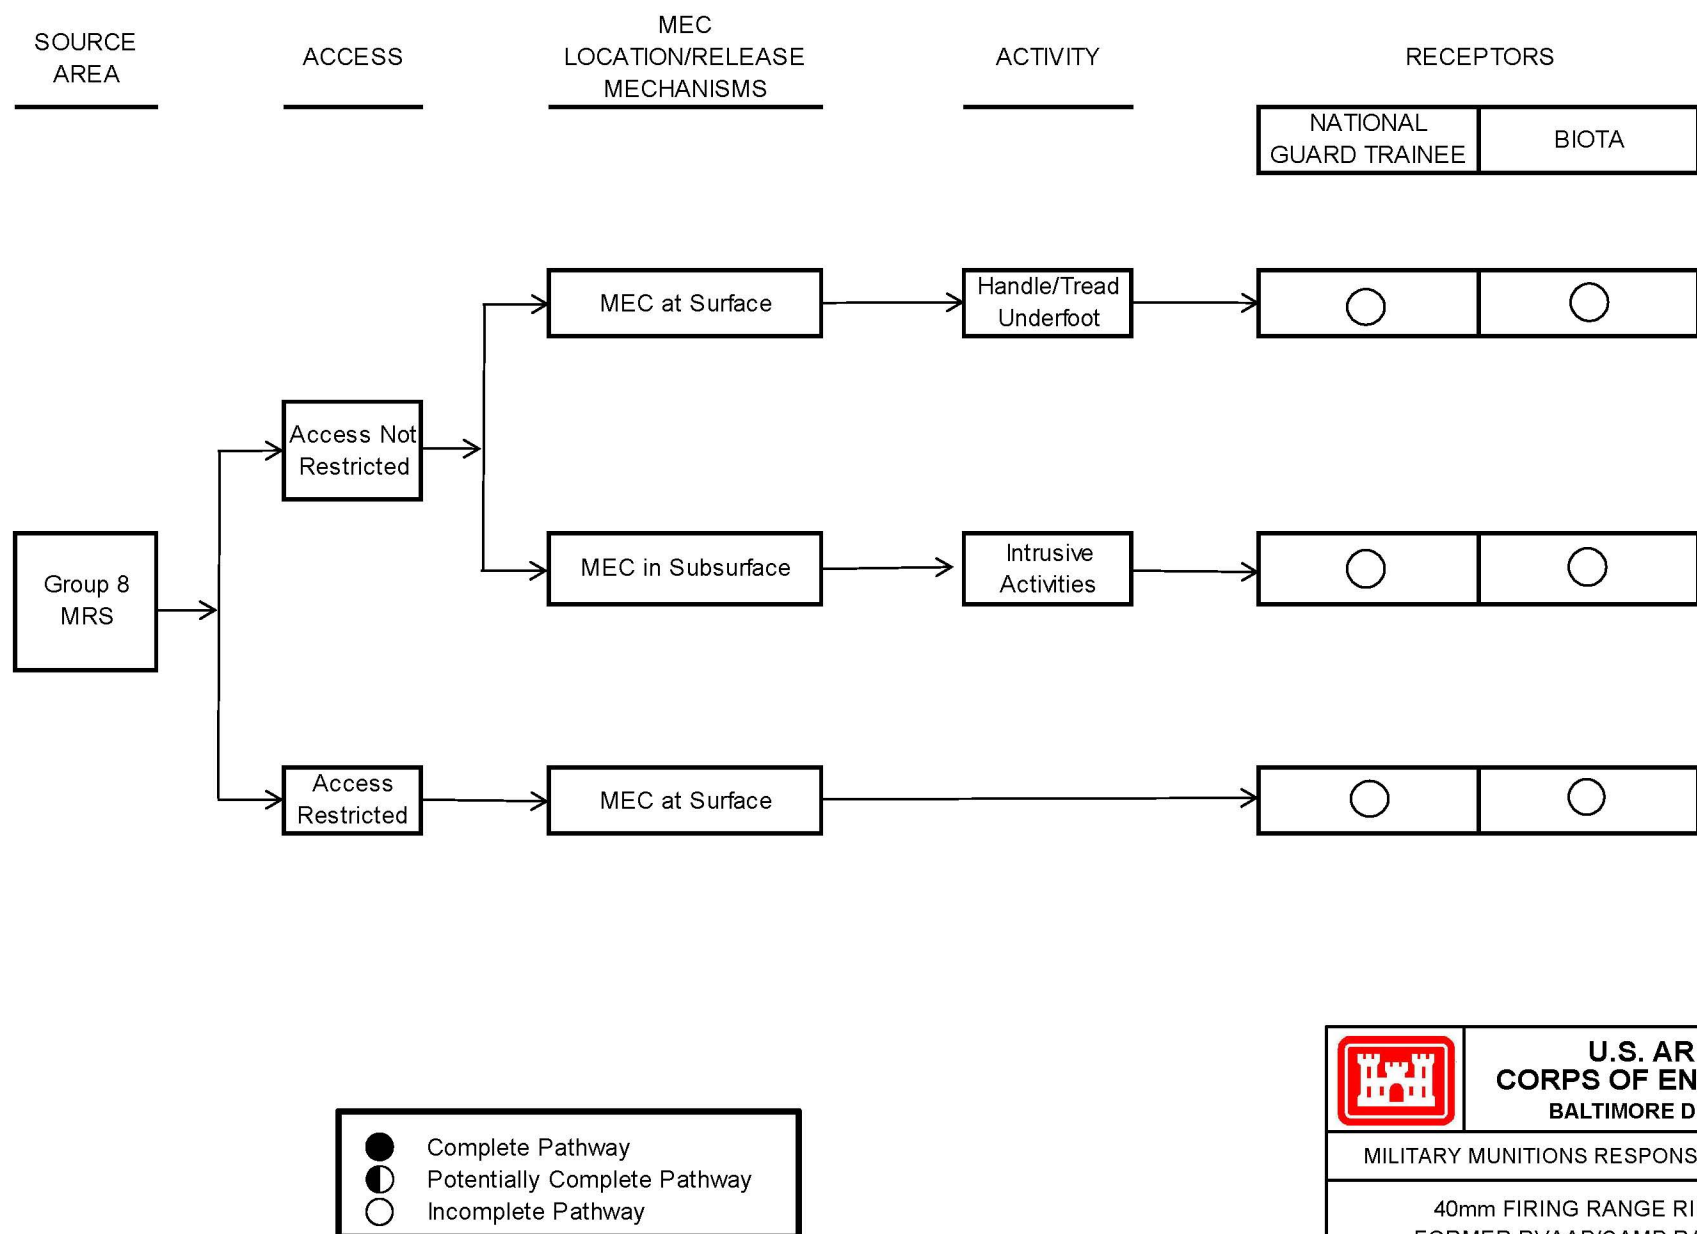 SOURCE
AREA
ACCESS
MEC
LOCATION/RELEASE
MECHANISMS
ACTIVITY
RECEPTORS
NATIONAL
GUARD TRAINEE
BIOTA
MEC at Surface
Handle/Tread
Underfoot
Access Not
Restricted
MEC in Subsurface
Intrusive
Activities
Group 8
MRS
Access
Restricted
MEC at Surface
Complete Pathway
Potentially Complete Pathway
Incomplete Pathway
U.S. AR
CORPS OF EN
BALTIMORE D
MILITARY MUNITIONS RESPONS
40mm FIRING RANGE RI